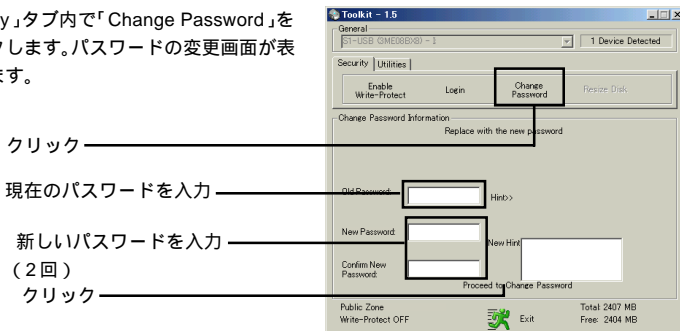 y」タブ内で「Change Password」を
クします。パスワードの変更画面が表
ます。
クリック
現在のパスワードを入力
新しいパスワードを入力
（2回）
クリック
Toolkit - 1.5
General
S1-USB (3ME08BX8) - 1
1 Device Detected
Security
Utilities
Enable
Write-Protect
Login
Change
Password
Resize Disk
Change Password Information
Replace with the new password
Old Password:
Hint>>
New Password:
New Hint
Confirm New
Password:
Proceed to Change Password
Public Zone
Write-Protect OFF
Exit
Total: 2407 MB
Free: 2404 MB